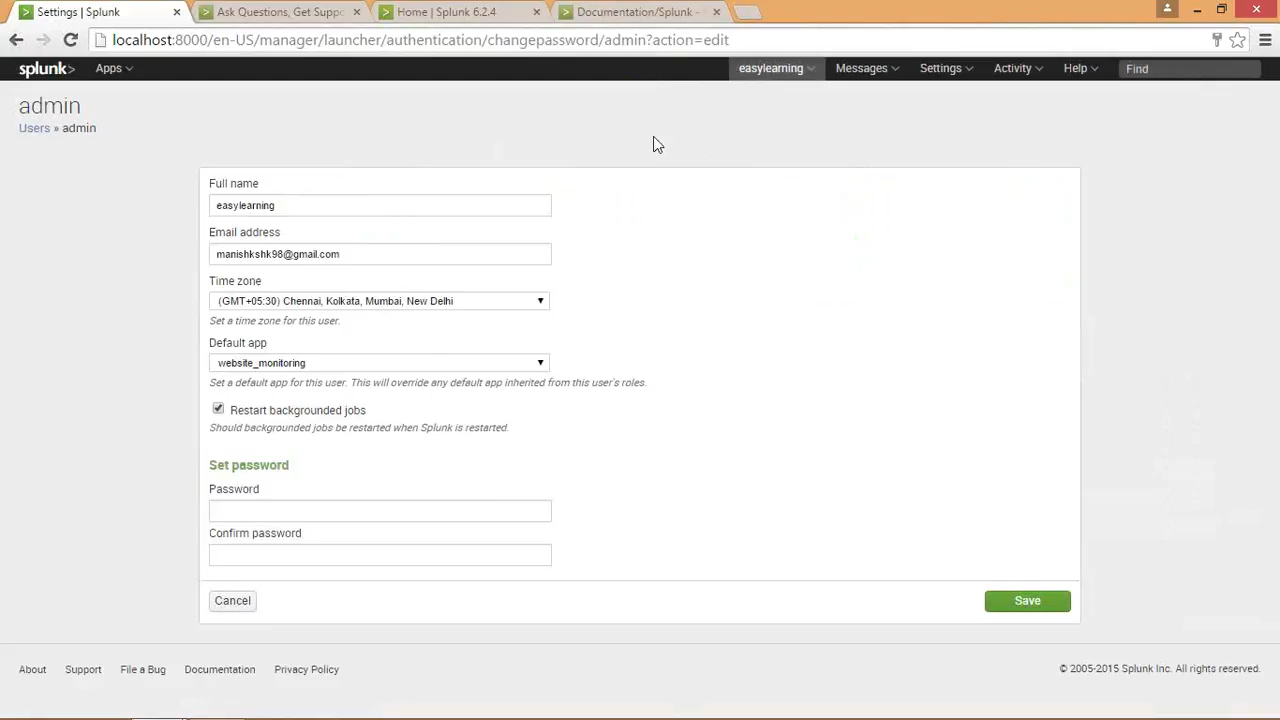 Settings | Splunk
Ask Questions, Get Suppo
Home | Splunk 6.2.4
Documentation/Splunk -
localhost:8000/en-US/manager/launcher/authentication/changepassword/admin?action=edit
splunk> Apps easylearning Messages Settings Activity Help Find
admin
Users » admin
Full name
easylearning
Email address
manishkshk98@gmail.com
Time zone
(GMT+05:30) Chennai, Kolkata, Mumbai, New Delhi
Set a time zone for this user.
Default app
website_monitoring
Set a default app for this user. This will override any default app inherited from this user's roles.
Restart backgrounded jobs
Should backgrounded jobs be restarted when Splunk is restarted.
Set password
Password
Confirm password
Cancel Save
About Support File a Bug Documentation Privacy Policy © 2005-2015 Splunk Inc. All rights reserved.